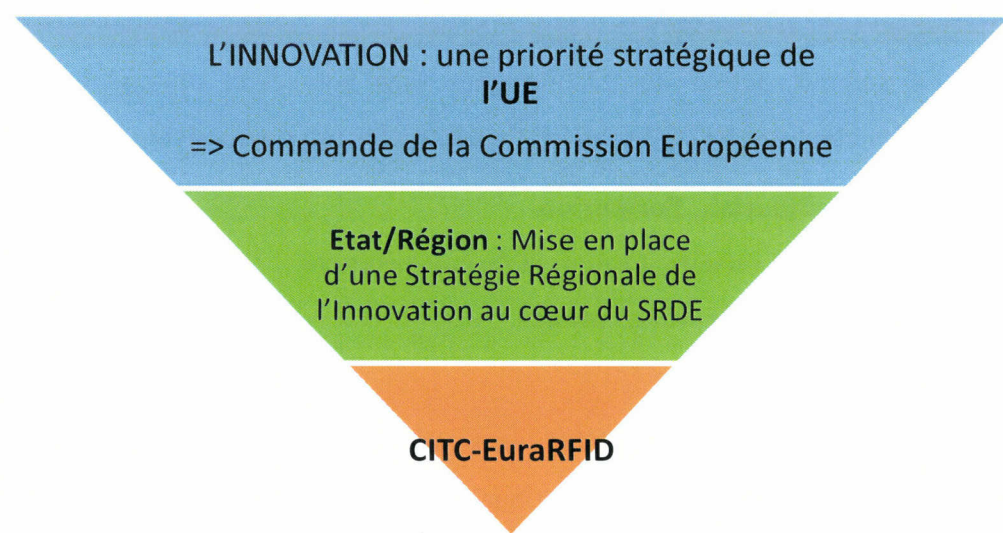 L'INNOVATION : une priorité stratégique de
l'UE
=> Commande de la Commission Européenne
Etat/Région : Mise en place
d'une Stratégie Régionale de
l'Innovation au cœur du SRDE
CITC-EuraRFID